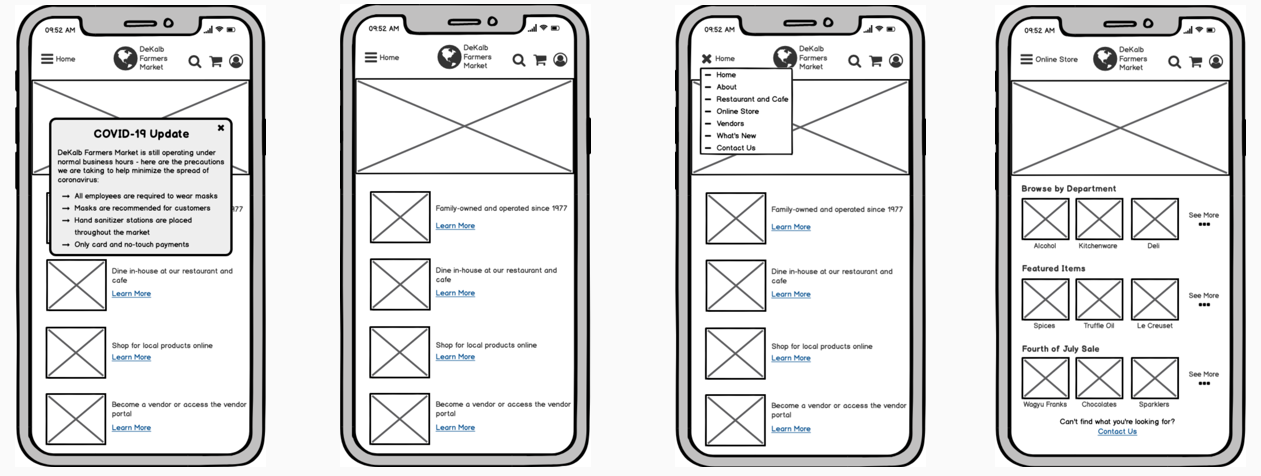 09:52 AM
Home
DeKalb
Farmers
Market
COVID-19 Update
DeKalb Farmers Market is still operating under
normal business hours - here are the precautions
we are taking to help minimize the spread of
coronavirus:
All employees are required to wear masks
Masks are recommended for customers
Hand sanitizer stations are placed
throughout the market
Only card and no-touch payments
977
Dine in-house at our restaurant and
cafe
Learn More
Shop for local products online
Learn More
Become a vendor or access the vendor
portal
Learn More
09:52 AM
Home
DeKalb
Farmers
Market
Family-owned and operated since 1977
Learn More
Dine in-house at our restaurant and
cafe
Learn More
Shop for local products online
Learn More
Become a vendor or access the vendor
portal
Learn More
09:52 AM
Home
DeKalb
Farmers
Market
Home
About
Restaurant and Cafe
Online Store
Vendors
What's New
Contact Us
Family-owned and operated since 1977
Learn More
Dine in-house at our restaurant and
cafe
Learn More
Shop for local products online
Learn More
Become a vendor or access the vendor
portal
Learn More
09:52 AM
Online Store
DeKalb
Farmers
Market
Browse by Department
See More
Alcohol Kitchenware Deli
Featured Items
See More
Spices Truffle Oil Le Creuset
Fourth of July Sale
See More
Wagyu Franks Chocolates Sparklers
Can't find what you're looking for?
Contact Us